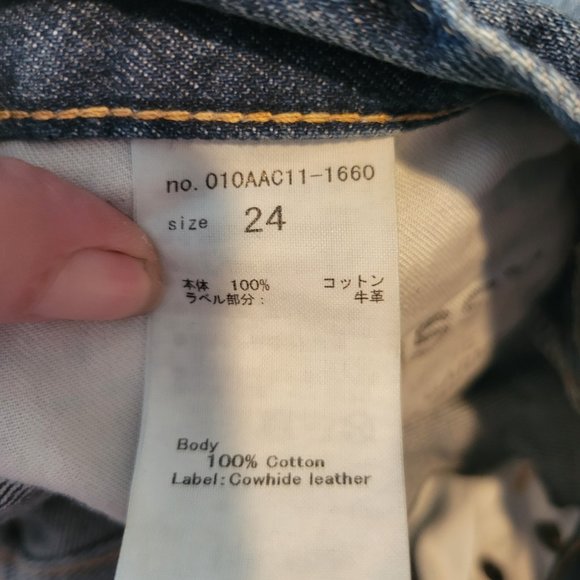 no. 010AAC11-1660
size 24
本体 100% コットン
ラベル部分: 牛革
Body
100% Cotton
Label:Cowhide leather